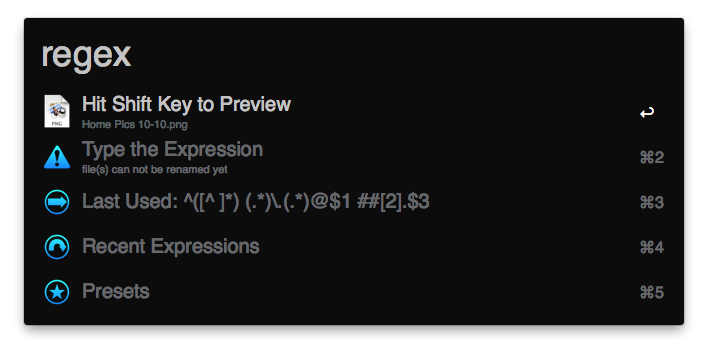 regex
Hit Shift Key to Preview
Home Pics 10-10.png
↩
PNG
Type the Expression
file(s) can not be renamed yet
⌘2
Last Used: ^([^ ]*) (.*)\.(.*)@$1 ##[2].$3
⌘3
Recent Expressions
⌘4
Presets
⌘5